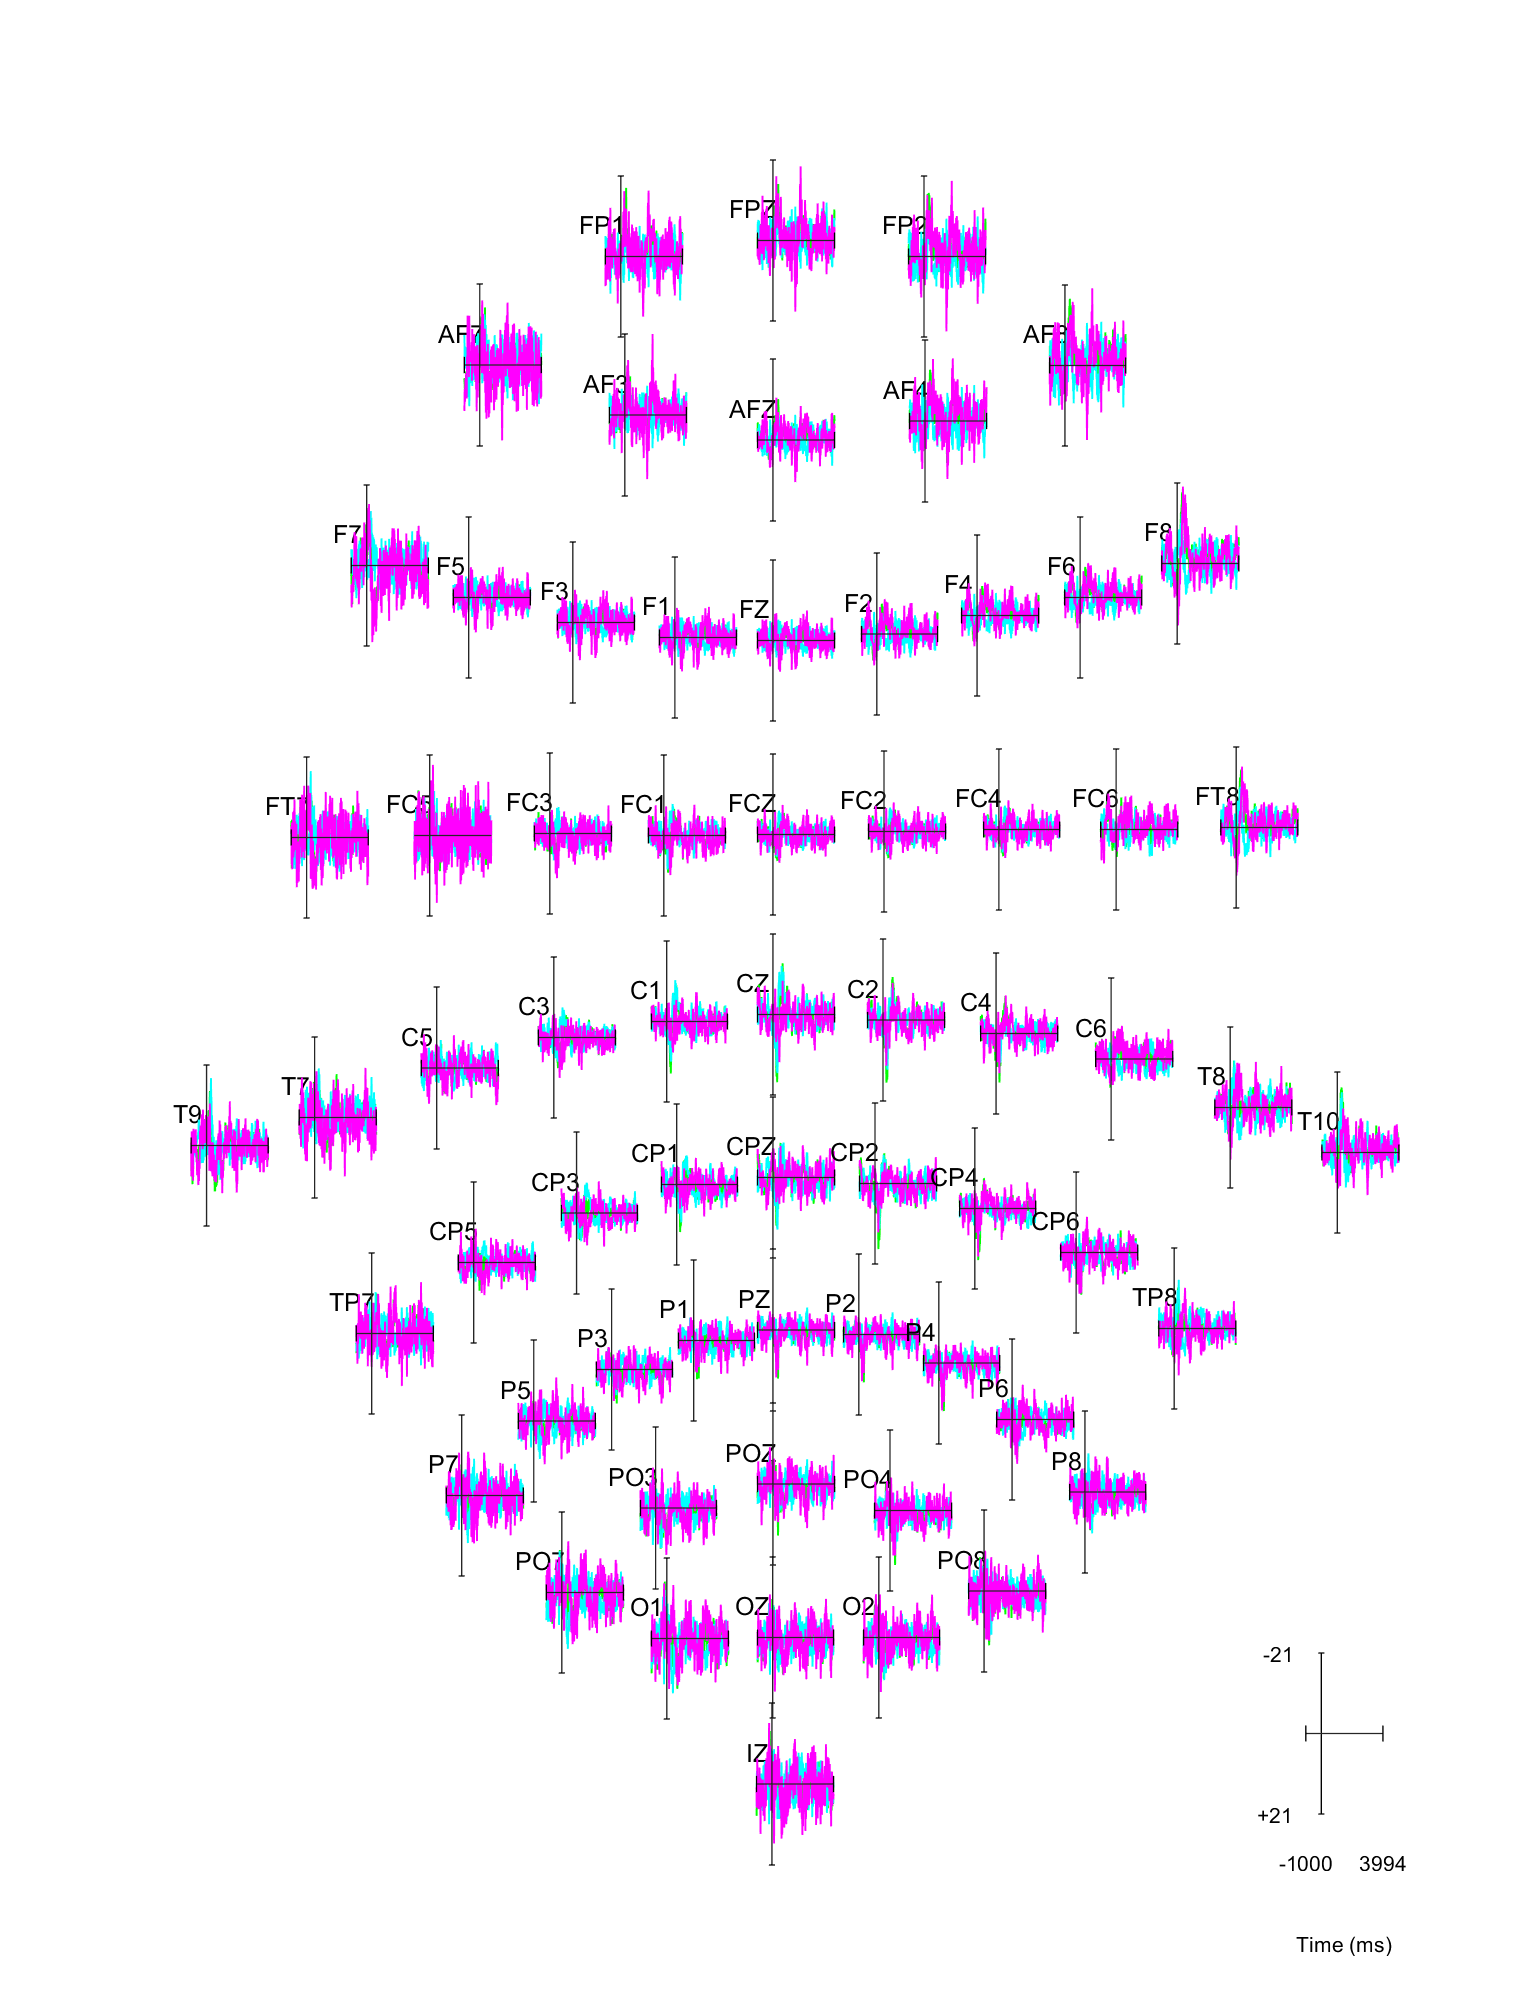 FPZ
FP1 FP2
AF7 AF8
AF3 AF4
AFZ
F7 F8
F5 F6
F3 F4
F1 FZ F2
FT7 FC5 FC3 FC1 FCZ FC2 FC4 FC6 FT8
C1 CZ C2
C3 C4
C5 C6
T7 T8
T9 T10
CP1 CPZ CP2
CP3 CP4
CP5 CP6
TP7 TP8
P1 PZ P2
P3 P4
P5 P6
P7 P8
PO3 POZ PO4
PO7 PO8
O1 OZ O2
-21
IZ
+21
-1000 3994
Time (ms)